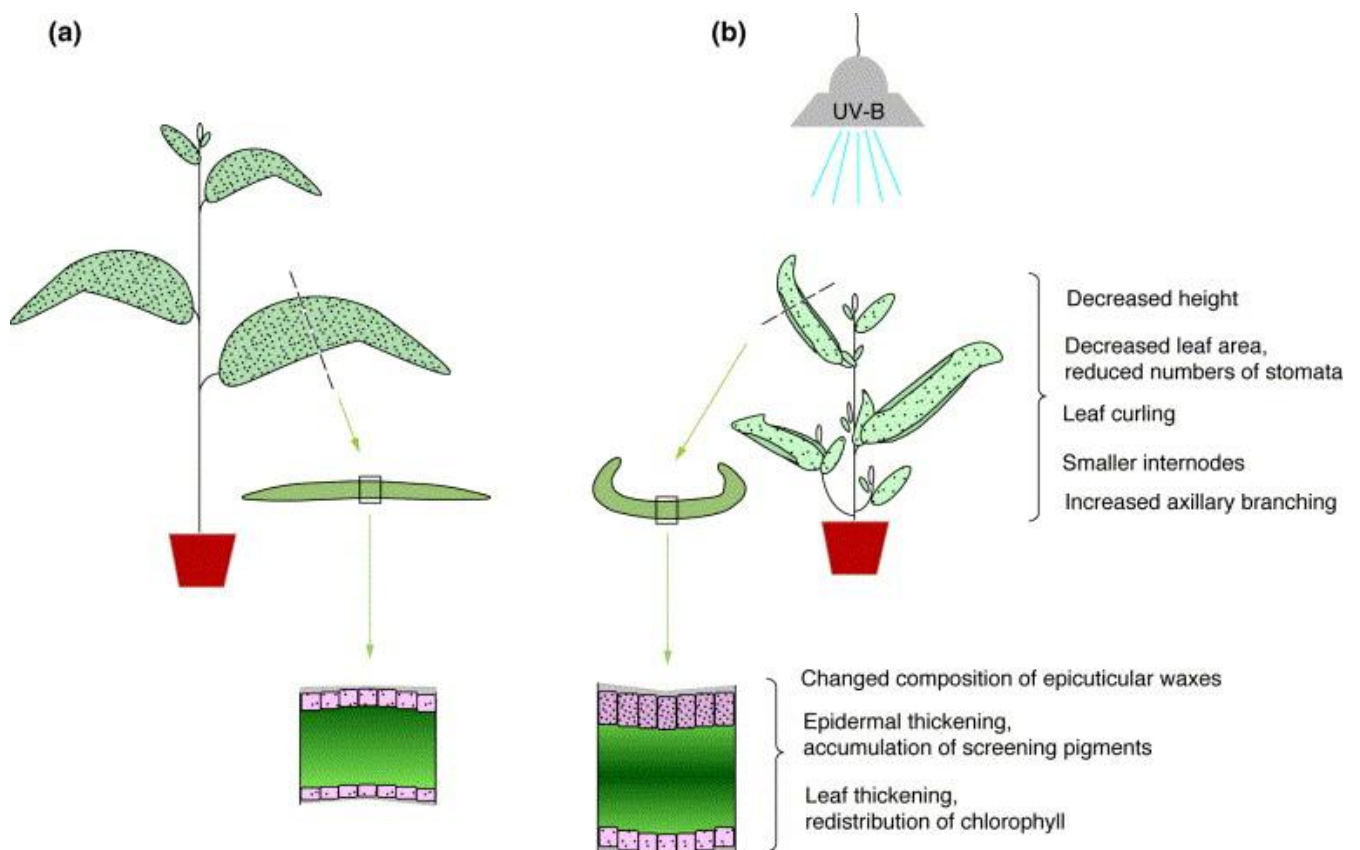 (a)
(b)
UV-B
Decreased height
Decreased leaf area,
reduced numbers of stomata
Leaf curling
Smaller internodes
Increased axillary branching
Changed composition of epicuticular waxes
Epidermal thickening,
accumulation of screening pigments
Leaf thickening,
redistribution of chlorophyll